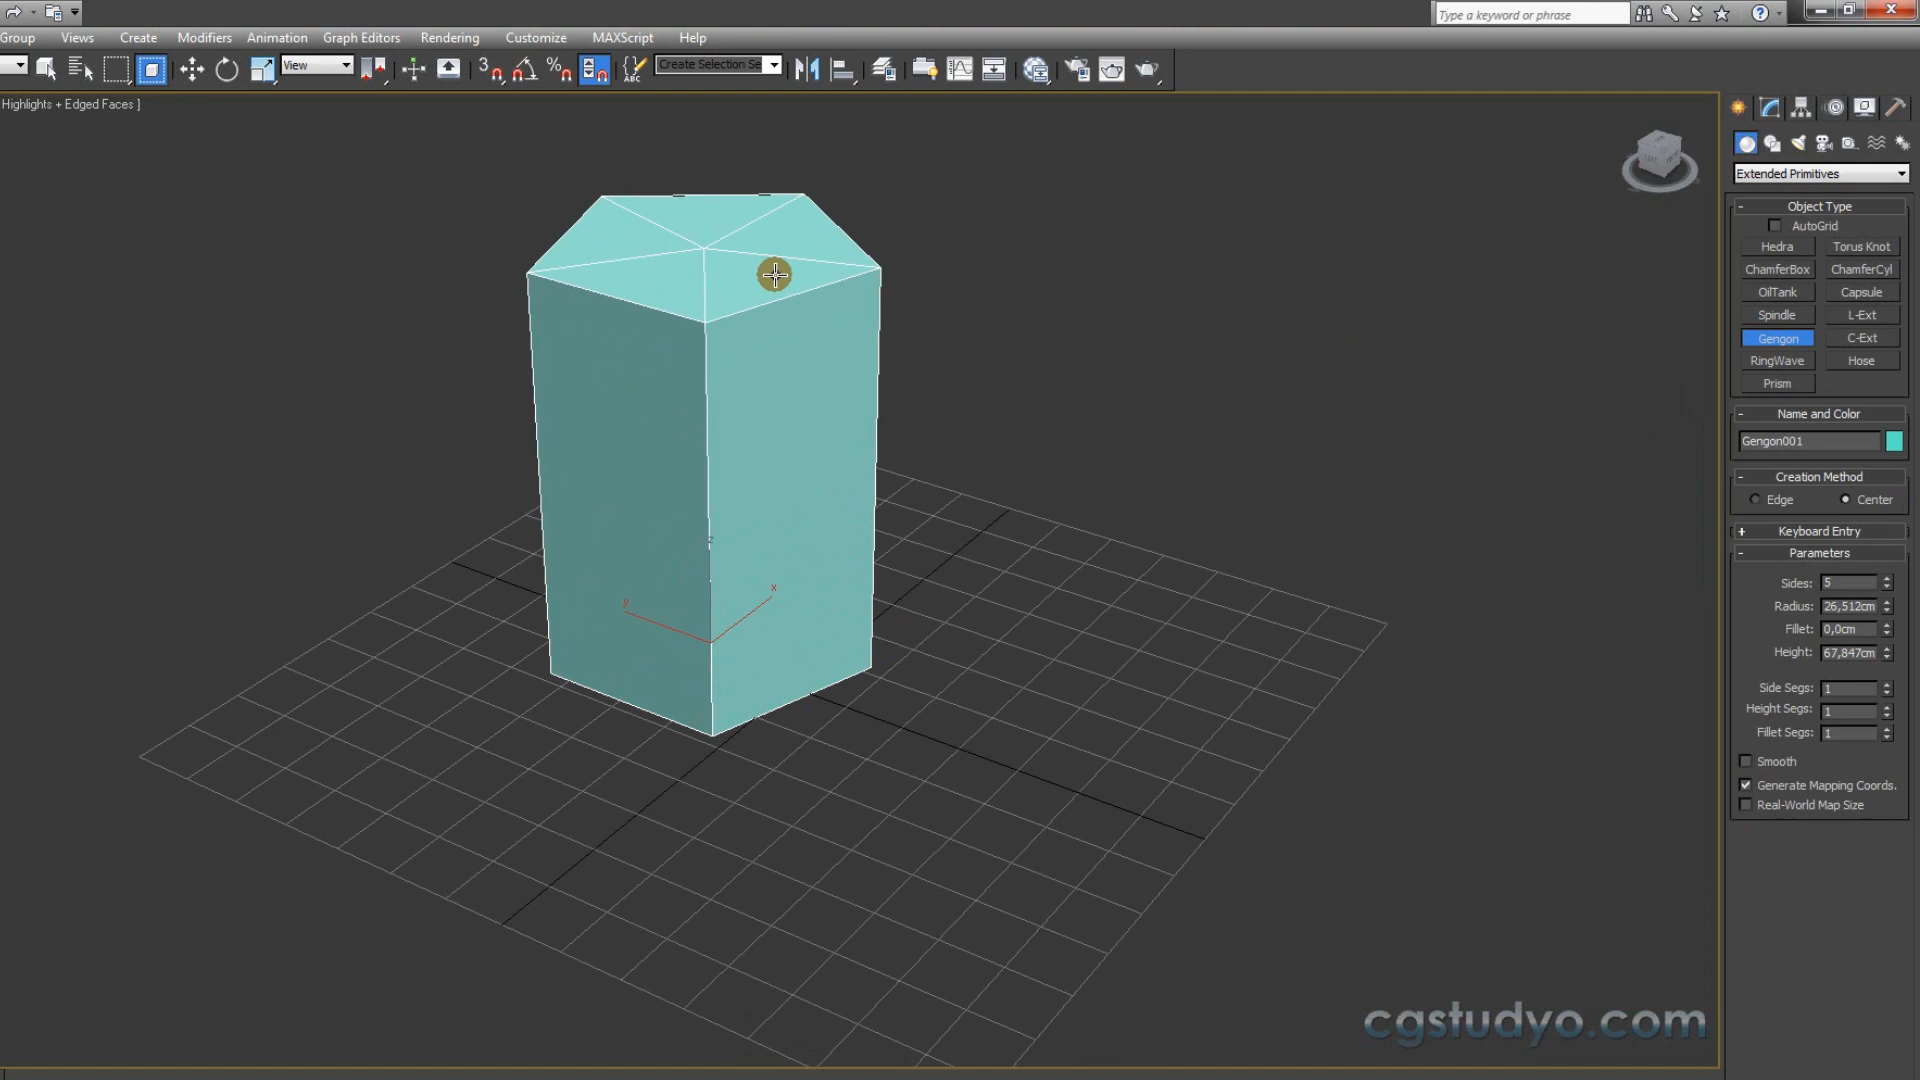 Type a keyword or phrase
Group Views Create Modifiers Animation Graph Editors Rendering Customize MAXScript Help
View
3
%
ABC
Create Selection Se
Highlights + Edged Faces ]
Extended Primitives
- Object Type
AutoGrid
Hedra Torus Knot
ChamferBox ChamferCyl
OilTank Capsule
Spindle L-Ext
Gengon C-Ext
RingWave Hose
Prism
- Name and Color
Gengon001
- Creation Method
Edge Center
+ Keyboard Entry
- Parameters
Sides: 5
Radius: 26,512cm
Fillet: 0,0cm
Height: 67,847cm
Side Segs: 1
Height Segs: 1
Fillet Segs: 1
Smooth
Generate Mapping Coords.
Real-World Map Size
x
y
cgstudyo.com